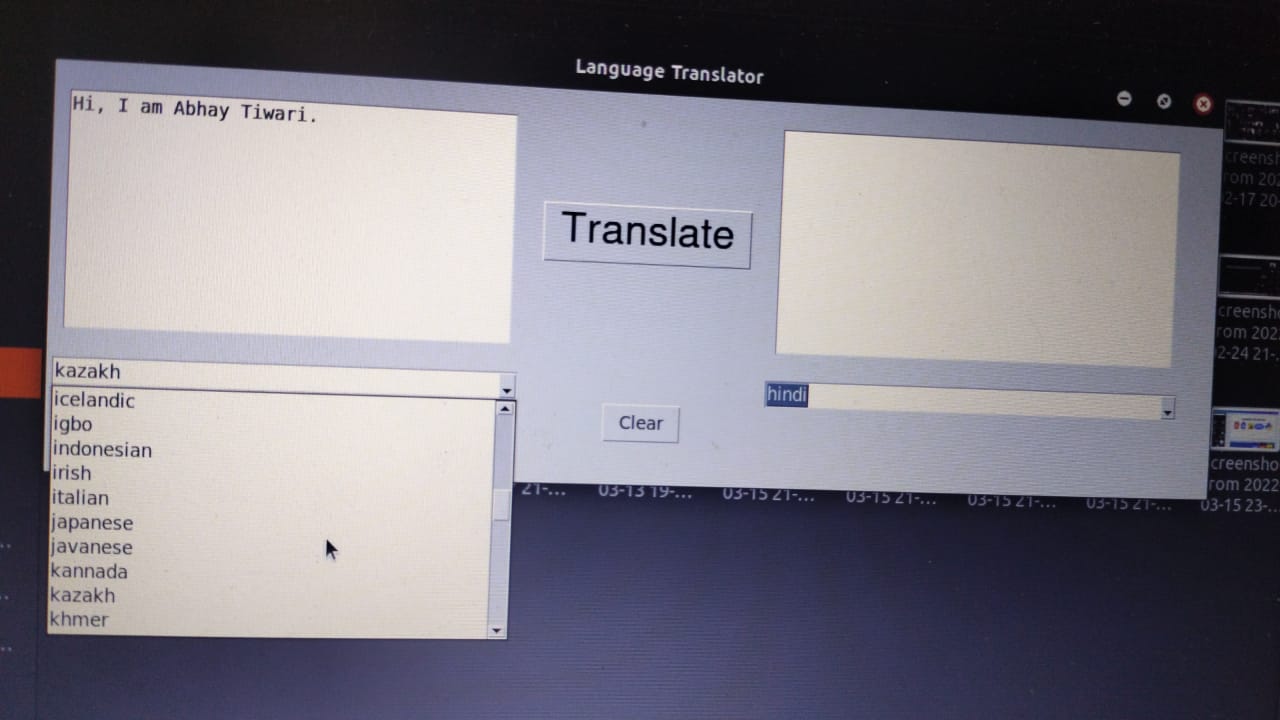 Language Translator
Hi, I am Abhay Tiwari.
Translate
kazakh
hindi
Clear
icelandic
igbo
indonesian
irish
italian
japanese
javanese
kannada
kazakh
khmer
21-...
03-13 19-...
03-15 21-...
03-15 21-...
03-15 21-...
03-15 21-...
creensh
rom 202
2-17 20-
creensho
rom 202
2-24 21-...
creensho
rom 2022
03-15 23-...